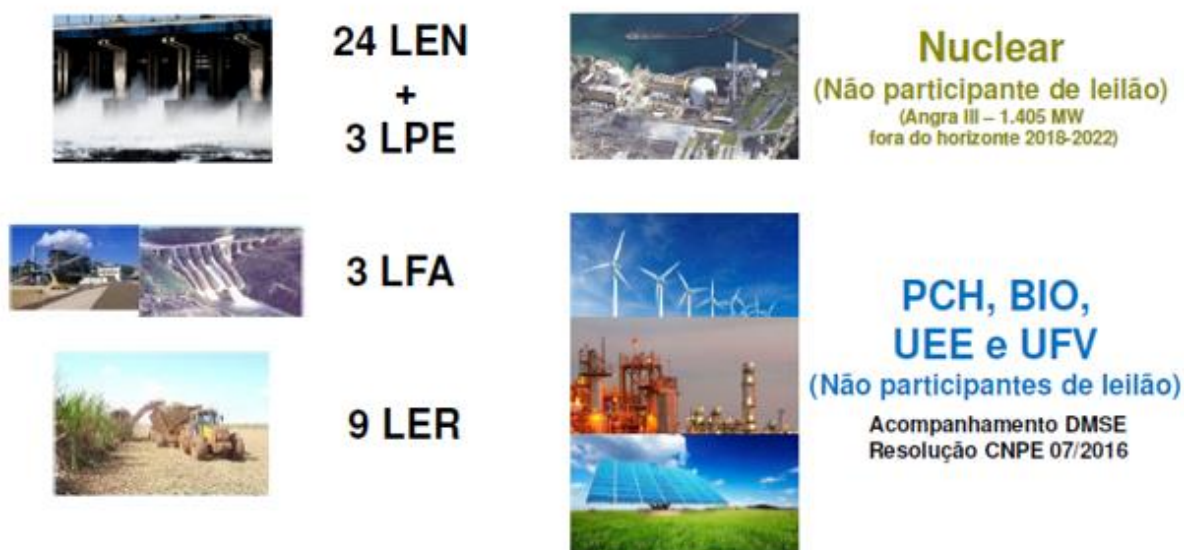 24 LEN
+
3 LPE
3 LFA
9 LER
Nuclear
(Não participante de leilão)
(Angra III – 1.405 MW
fora do horizonte 2018-2022)
PCH, BIO,
UEE e UFV
(Não participantes de leilão)
Acompanhamento DMSE
Resolução CNPE 07/2016